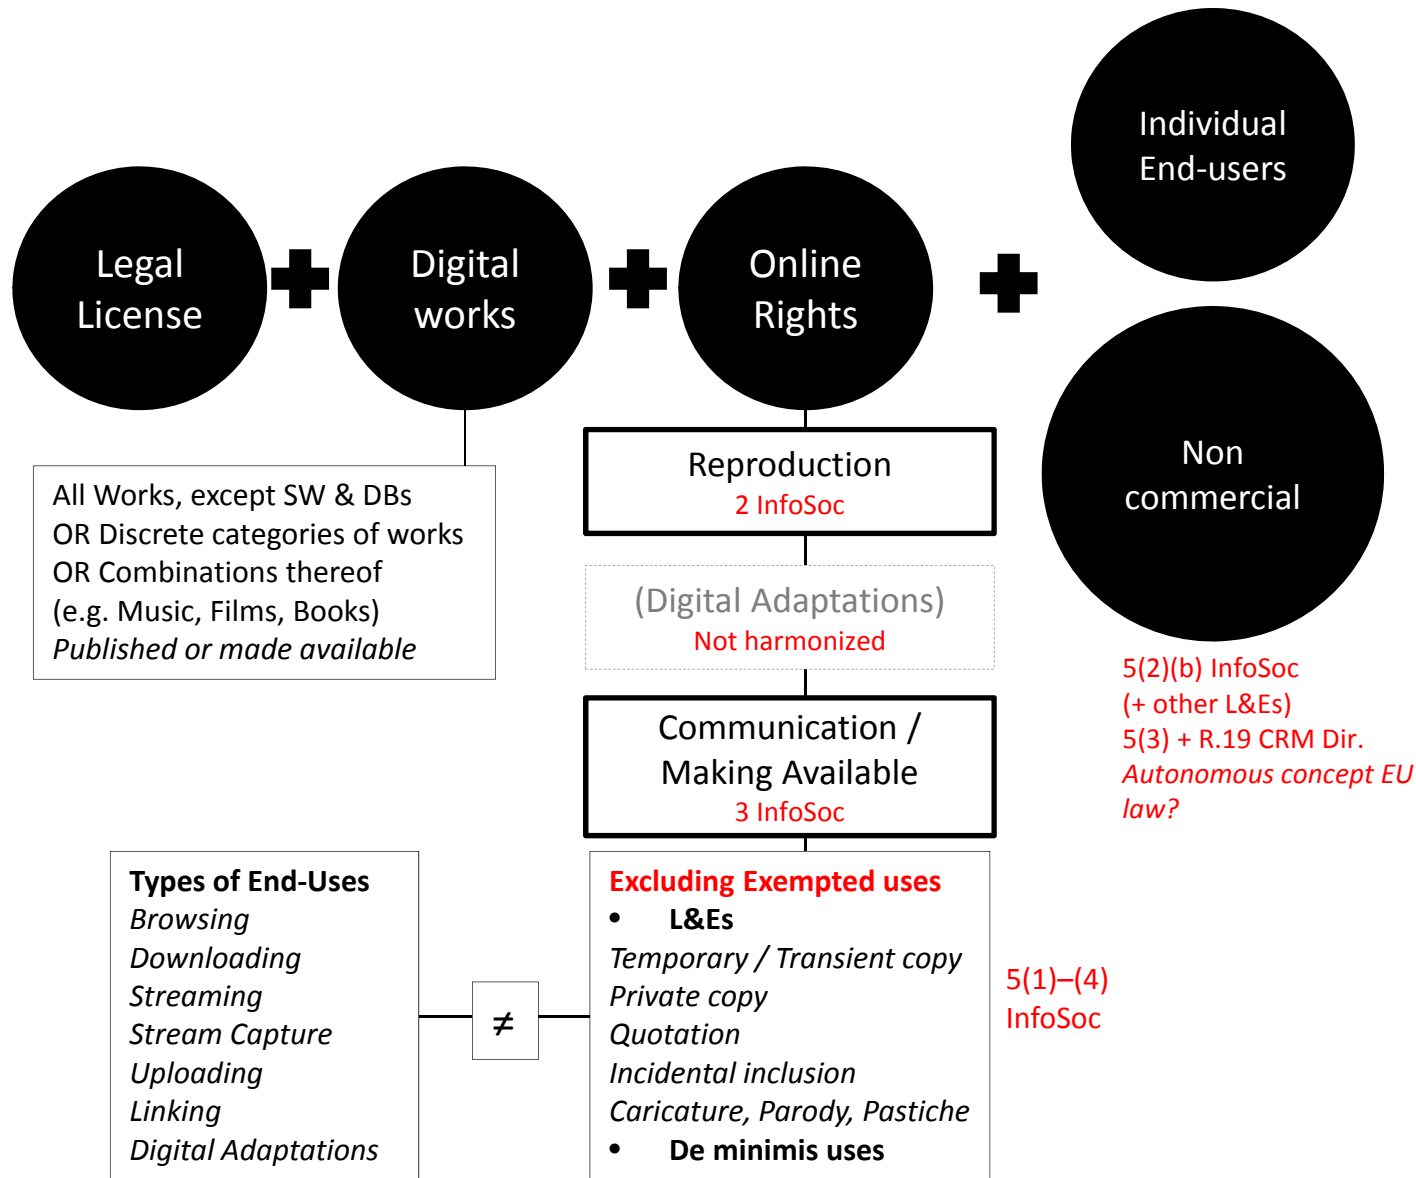 Legal
License
Digital
works
Online
Rights
Individual
End-users
Non
commercial
5(2)(b) InfoSoc
(+ other L&Es)
5(3) + R.19 CRM Dir.
Autonomous concept EU
law?
All Works, except SW & DBs
OR Discrete categories of works
OR Combinations thereof
(e.g. Music, Films, Books)
Published or made available
Reproduction
2 InfoSoc
(Digital Adaptations)
Not harmonized
Communication /
Making Available
3 InfoSoc
Types of End-Uses
Browsing
Downloading
Streaming
Stream Capture
Uploading
Linking
Digital Adaptations
≠
Excluding Exempted uses
• L&Es
Temporary / Transient copy
Private copy
Quotation
Incidental inclusion
Caricature, Parody, Pastiche
• De minimis uses
5(1)–(4)
InfoSoc